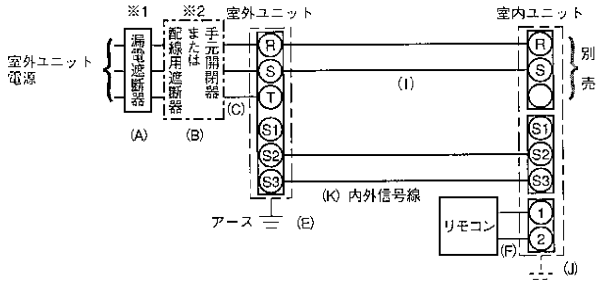 ※1
※2
室外ユニット
室内ユニット
室外ユニット
電源
漏電遮断器
手元開閉器
または
配線用遮断器
(A)
(B)
(C)
R
S
T
S1
S2
S3
(I)
R
S
別売
S1
S2
S3
(K) 内外信号線
アース
(E)
リモコン
1
2
(F)
(J)